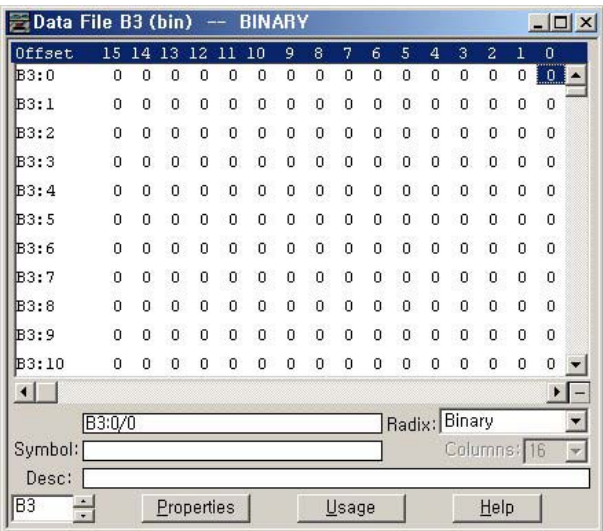 Data File B3 (bin) -- BINARY
Offset 15 14 13 12 11 10 9 8 7 6 5 4 3 2 1 0
B3:0 0 0 0 0 0 0 0 0 0 0 0 0 0 0 0 0
B3:1 0 0 0 0 0 0 0 0 0 0 0 0 0 0 0 0
B3:2 0 0 0 0 0 0 0 0 0 0 0 0 0 0 0 0
B3:3 0 0 0 0 0 0 0 0 0 0 0 0 0 0 0 0
B3:4 0 0 0 0 0 0 0 0 0 0 0 0 0 0 0 0
B3:5 0 0 0 0 0 0 0 0 0 0 0 0 0 0 0 0
B3:6 0 0 0 0 0 0 0 0 0 0 0 0 0 0 0 0
B3:7 0 0 0 0 0 0 0 0 0 0 0 0 0 0 0 0
B3:8 0 0 0 0 0 0 0 0 0 0 0 0 0 0 0 0
B3:9 0 0 0 0 0 0 0 0 0 0 0 0 0 0 0 0
B3:10 0 0 0 0 0 0 0 0 0 0 0 0 0 0 0 0
B3:0/0 Radix: Binary
Symbol: Columns: 16
Desc:
B3 Properties Usage Help